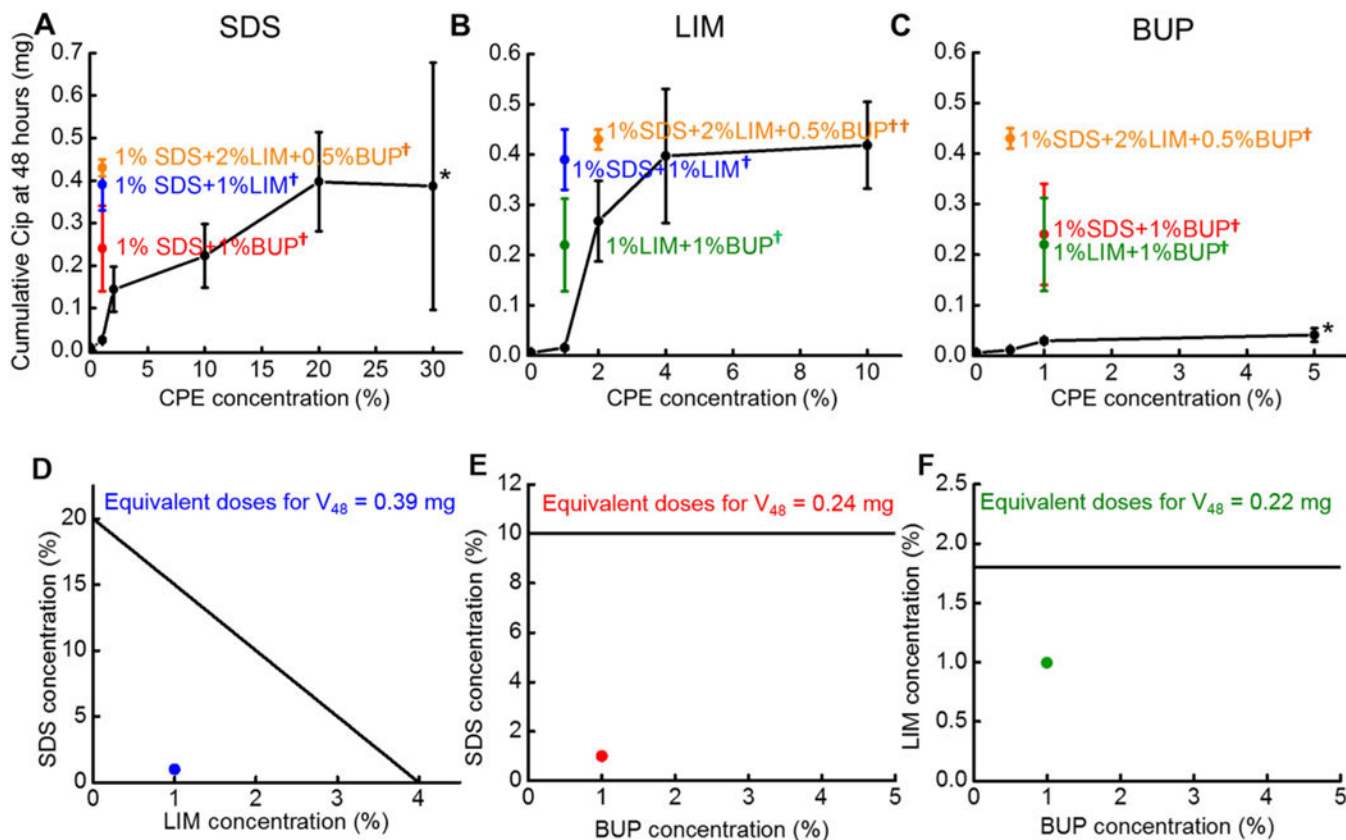 A
SDS
Cumulative Cip at 48 hours (mg)
0.7
0.6
0.5
0.4
0.3
0.2
0.1
0.0
1% SDS+2%LIM+0.5%BUP†
1% SDS+1%LIM†
1% SDS+1%BUP†
*
0 5 10 15 20 25 30
CPE concentration (%)
B
LIM
0.6
0.5
0.4
0.3
0.2
0.1
0.0
1%SDS+2%LIM+0.5%BUP††
1%SDS+1%LIM†
1%LIM+1%BUP†
0 2 4 6 8 10
CPE concentration (%)
C
BUP
0.6
0.5
0.4
0.3
0.2
0.1
0.0
1%SDS+2%LIM+0.5%BUP†
1%SDS+1%BUP†
1%LIM+1%BUP†
*
0 1 2 3 4 5
CPE concentration (%)
D
Equivalent doses for V48 = 0.39 mg
SDS concentration (%)
20
15
10
5
0
0 1 2 3 4
LIM concentration (%)
E
Equivalent doses for V48 = 0.24 mg
SDS concentration (%)
12
10
8
6
4
2
0
0 1 2 3 4 5
BUP concentration (%)
F
Equivalent doses for V48 = 0.22 mg
LIM concentration (%)
2.5
2.0
1.5
1.0
0.5
0.0
0 1 2 3 4 5
BUP concentration (%)